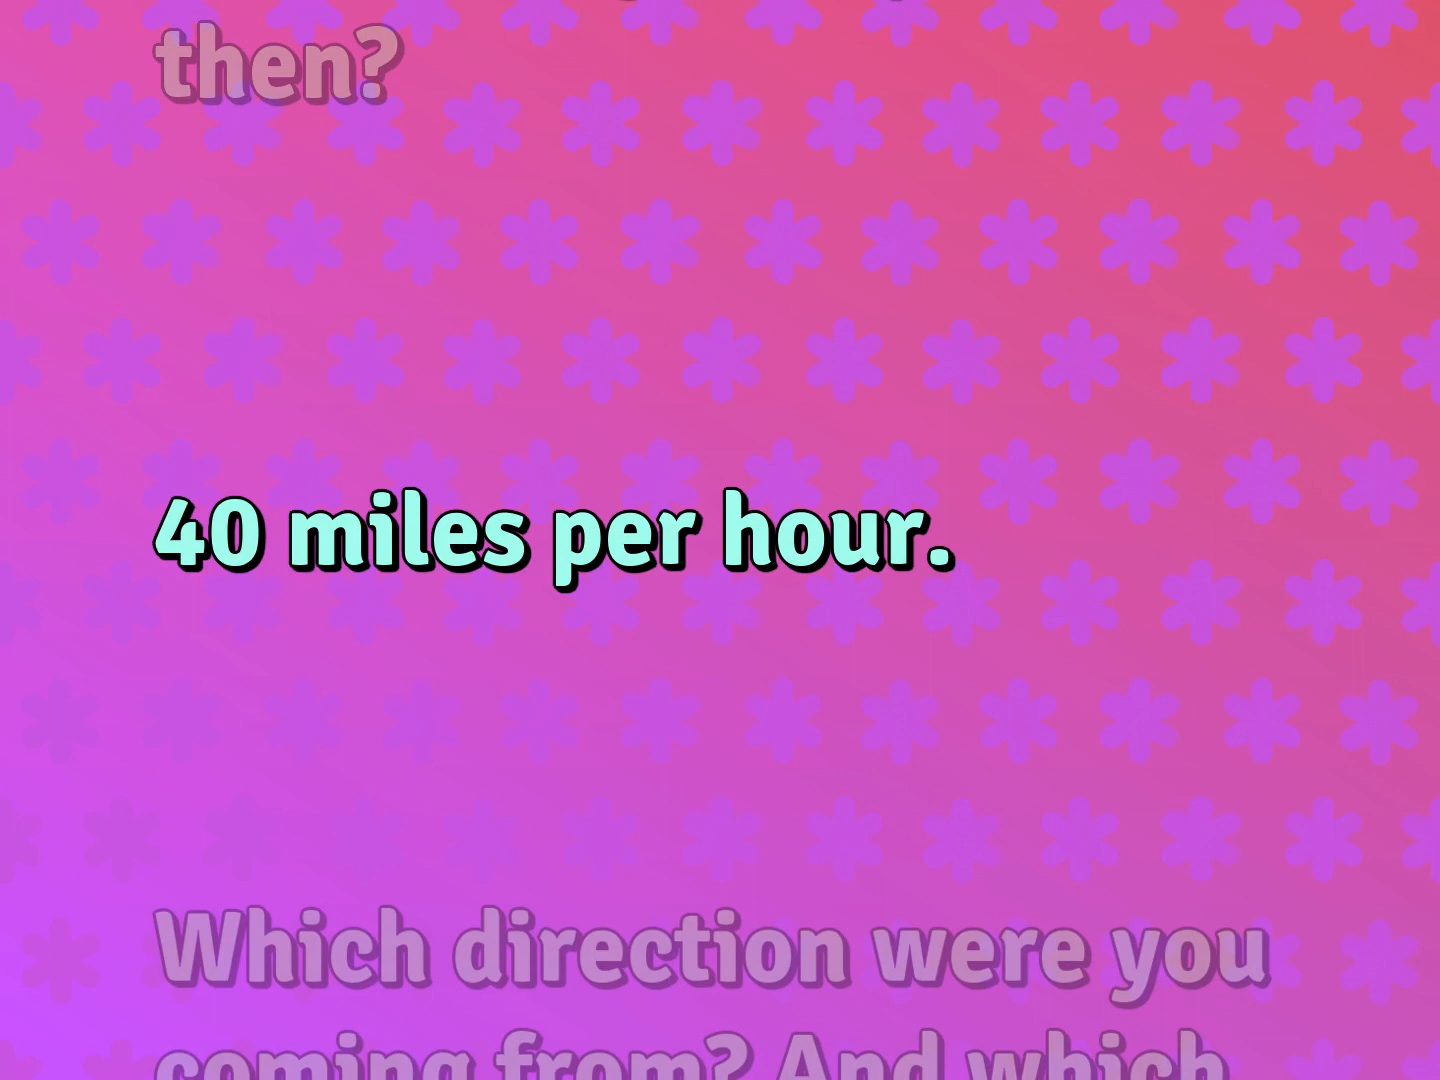 then?
40 miles per hour.
Which direction were you
coming from? And which